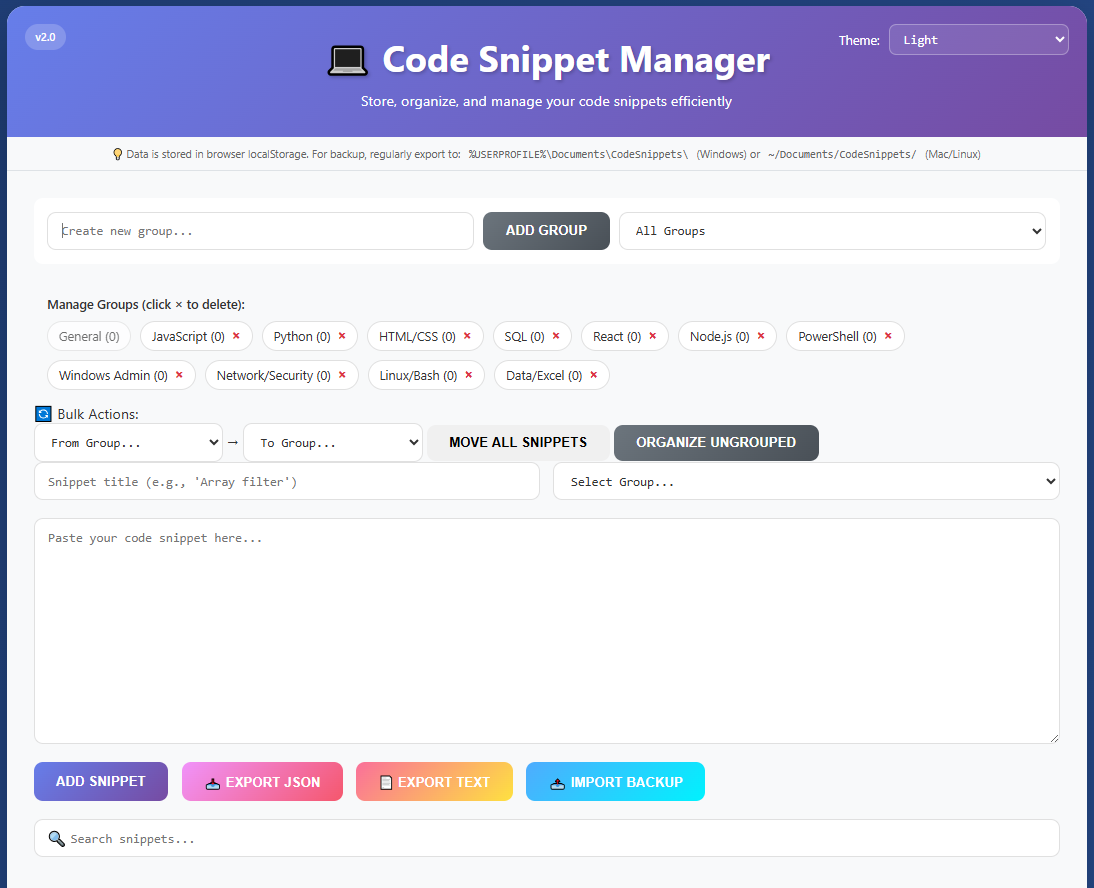 v2.0
💻 Code Snippet Manager
Theme: Light
Store, organize, and manage your code snippets efficiently
💡 Data is stored in browser localStorage. For backup, regularly export to: %USERPROFILE%\Documents\CodeSnippets\ (Windows) or ~/Documents/CodeSnippets/ (Mac/Linux)
Create new group... ADD GROUP All Groups
Manage Groups (click × to delete):
General (0) JavaScript (0) × Python (0) × HTML/CSS (0) × SQL (0) × React (0) × Node.js (0) × PowerShell (0) ×
Windows Admin (0) × Network/Security (0) × Linux/Bash (0) × Data/Excel (0) ×
🔄 Bulk Actions:
From Group... → To Group... MOVE ALL SNIPPETS ORGANIZE UNGROUPED
Snippet title (e.g., 'Array filter') Select Group...
Paste your code snippet here...
ADD SNIPPET 📥 EXPORT JSON 📄 EXPORT TEXT 📤 IMPORT BACKUP
🔍 Search snippets...